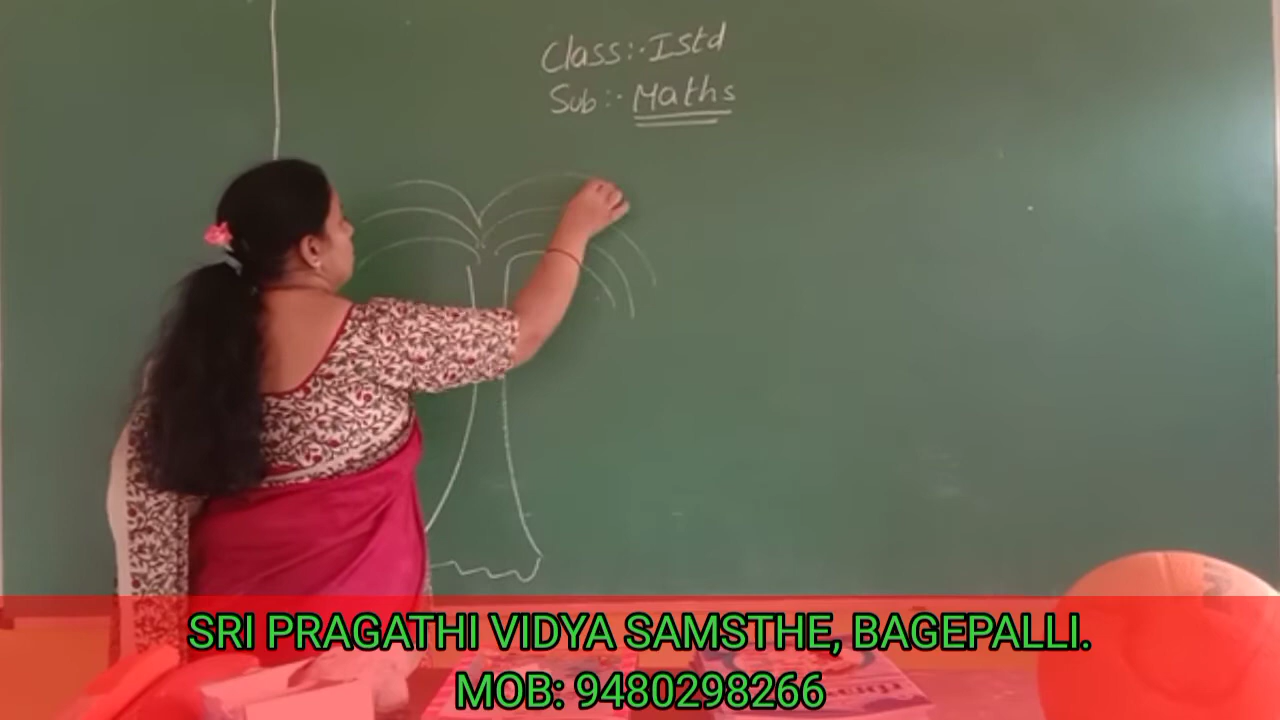 Class:- Istd
Sub:- Maths
SRI PRAGATHI VIDYA SAMSTHE, BAGEPALLI.
MOB: 9480298266